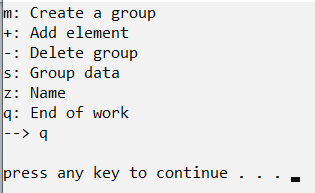 m: Create a group
+: Add element
-: Delete group
s: Group data
z: Name
q: End of work
--> q
press any key to continue . . .